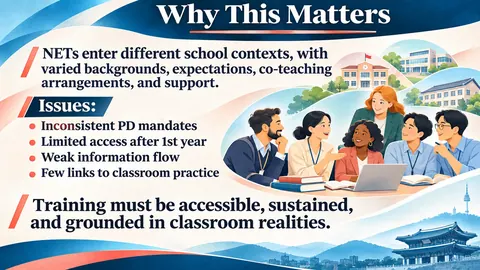 Why This Matters
NETs enter different school contexts, with
varied backgrounds, expectations, co-teaching
arrangements, and support.
Issues:
Inconsistent PD mandates
Limited access after 1st year
Weak information flow
Few links to classroom practice
Training must be accessible, sustained,
and grounded in classroom realities.